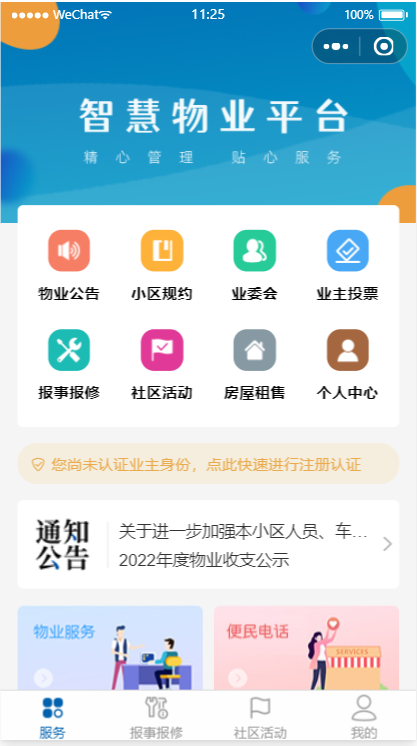 WeChat 11:25 100%
智慧物业平台
精心管理 贴心服务
物业公告 小区规约 业委会 业主投票
报事报修 社区活动 房屋租售 个人中心
您尚未认证业主身份，点此快速进行注册认证
通知公告
关于进一步加强本小区人员、车...
2022年度物业收支公示
物业服务 便民电话
SERVICES
服务 报事报修 社区活动 我的